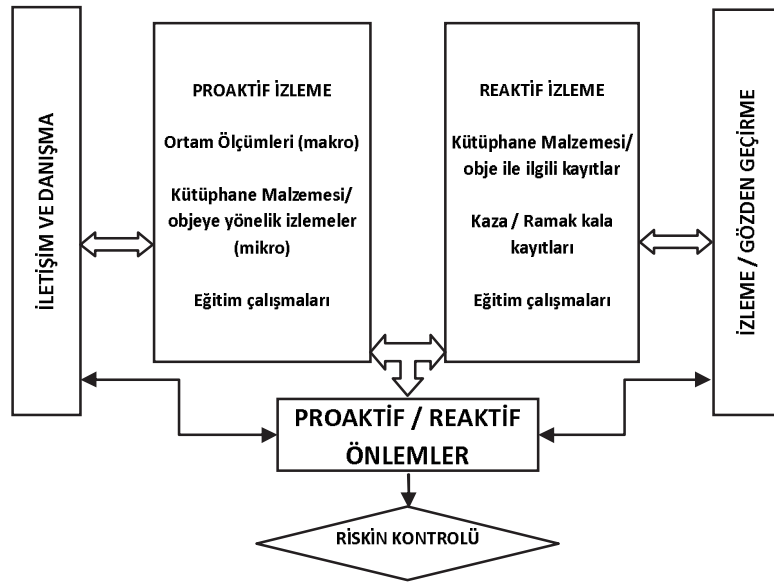 İLETİŞİM VE DANIŞMA
PROAKTİF İZLEME
Ortam Ölçümleri (makro)
Kütüphane Malzemesi/
objeye yönelik izlemeler
(mikro)
Eğitim çalışmaları
REAKTİF İZLEME
Kütüphane Malzemesi/
obje ile ilgili kayıtlar
Kaza / Ramak kala
kayıtları
Eğitim çalışmaları
İZLEME / GÖZDEN GEÇİRME
PROAKTİF / REAKTİF
ÖNLEMLER
RİSKİN KONTROLÜ